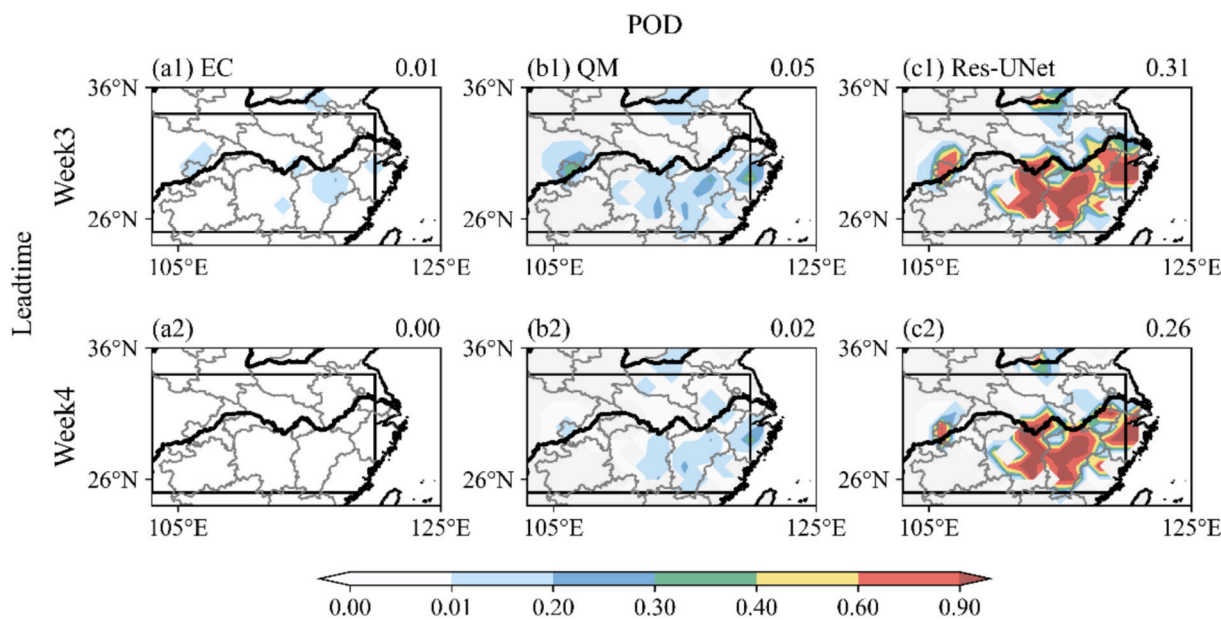 POD
(a1) EC 0.01 (b1) QM 0.05 (c1) Res-UNet 0.31
36°N 36°N 36°N
Week3
26°N 26°N 26°N
105°E 125°E 105°E 125°E 105°E 125°E
Leadtime
(a2) 0.00 (b2) 0.02 (c2) 0.26
36°N 36°N 36°N
Week4
26°N 26°N 26°N
105°E 125°E 105°E 125°E 105°E 125°E
0.00 0.01 0.20 0.30 0.40 0.60 0.90